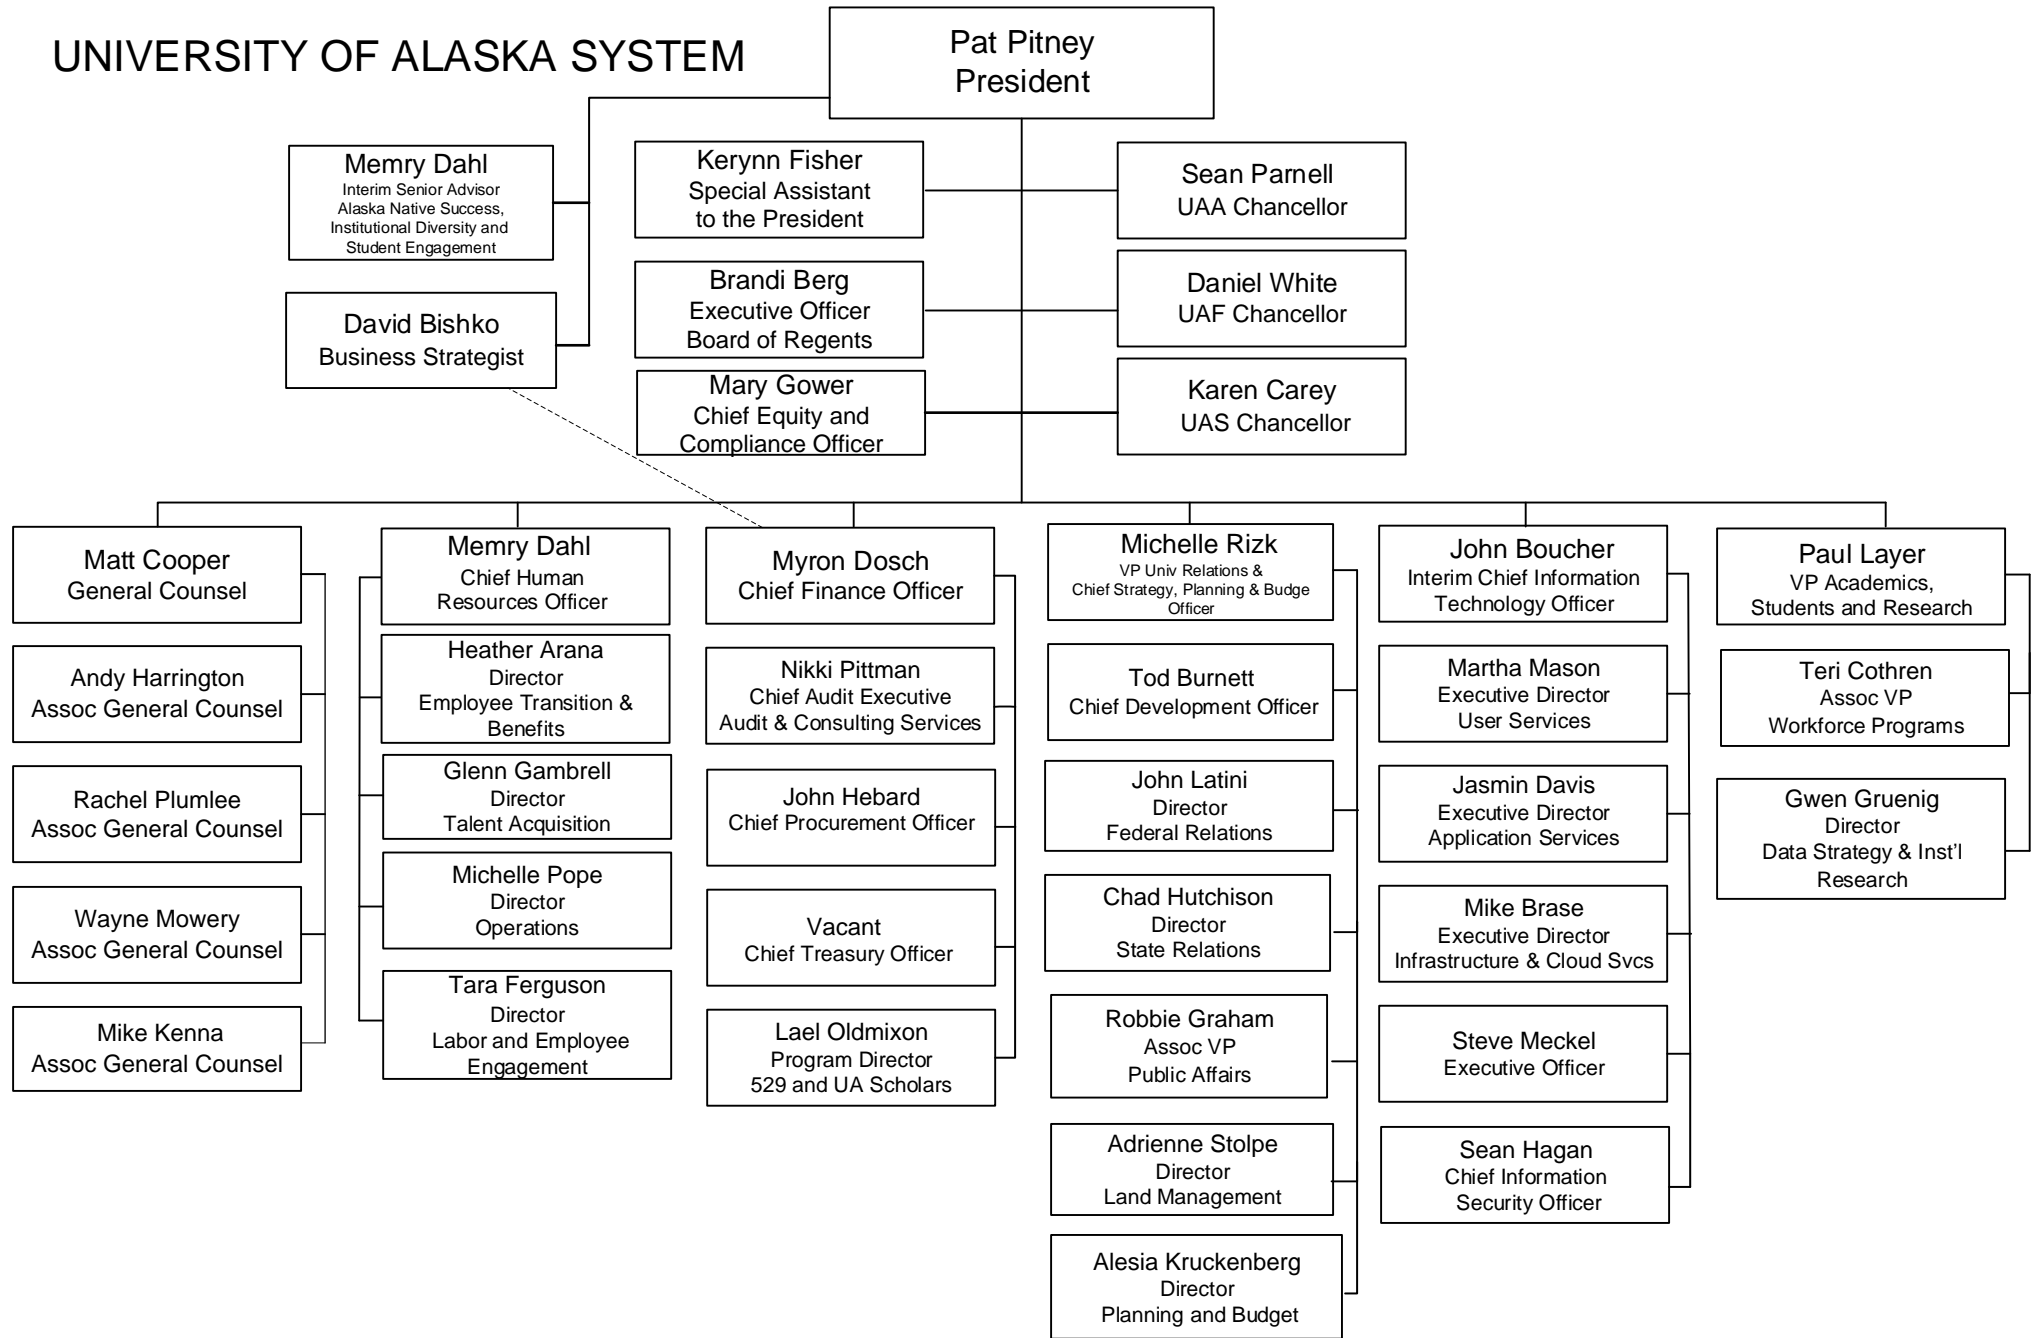 UNIVERSITY OF ALASKA SYSTEM
Pat Pitney
President
Memry Dahl
Interim Senior Advisor
Alaska Native Success,
Institutional Diversity and
Student Engagement
David Bishko
Business Strategist
Kerynn Fisher
Special Assistant
to the President
Brandi Berg
Executive Officer
Board of Regents
Mary Gower
Chief Equity and
Compliance Officer
Sean Parnell
UAA Chancellor
Daniel White
UAF Chancellor
Karen Carey
UAS Chancellor
Matt Cooper
General Counsel
Andy Harrington
Assoc General Counsel
Rachel Plumlee
Assoc General Counsel
Wayne Mowery
Assoc General Counsel
Mike Kenna
Assoc General Counsel
Memry Dahl
Chief Human
Resources Officer
Heather Arana
Director
Employee Transition &
Benefits
Glenn Gambrell
Director
Talent Acquisition
Michelle Pope
Director
Operations
Tara Ferguson
Director
Labor and Employee
Engagement
Myron Dosch
Chief Finance Officer
Nikki Pittman
Chief Audit Executive
Audit & Consulting Services
John Hebard
Chief Procurement Officer
Vacant
Chief Treasury Officer
Lael Oldmixon
Program Director
529 and UA Scholars
Michelle Rizk
VP Univ Relations &
Chief Strategy, Planning & Budge
Officer
Tod Burnett
Chief Development Officer
John Latini
Director
Federal Relations
Chad Hutchison
Director
State Relations
Robbie Graham
Assoc VP
Public Affairs
Adrienne Stolpe
Director
Land Management
Alesia Kruckenberg
Director
Planning and Budget
John Boucher
Interim Chief Information
Technology Officer
Martha Mason
Executive Director
User Services
Jasmin Davis
Executive Director
Application Services
Mike Brase
Executive Director
Infrastructure & Cloud Svcs
Steve Meckel
Executive Officer
Sean Hagan
Chief Information
Security Officer
Paul Layer
VP Academics,
Students and Research
Teri Cothren
Assoc VP
Workforce Programs
Gwen Gruenig
Director
Data Strategy & Inst'l
Research